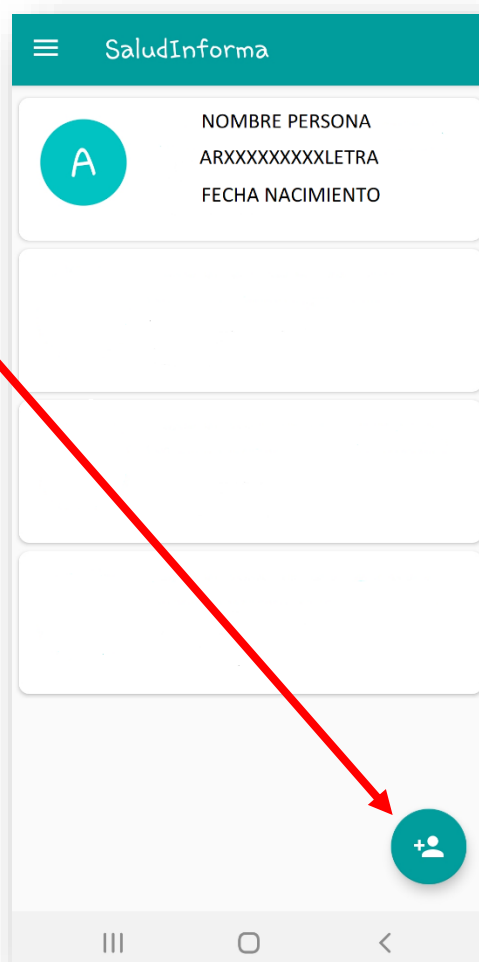 SaludInforma
A
NOMBRE PERSONA
ARXXXXXXXXXLETRA
FECHA NACIMIENTO